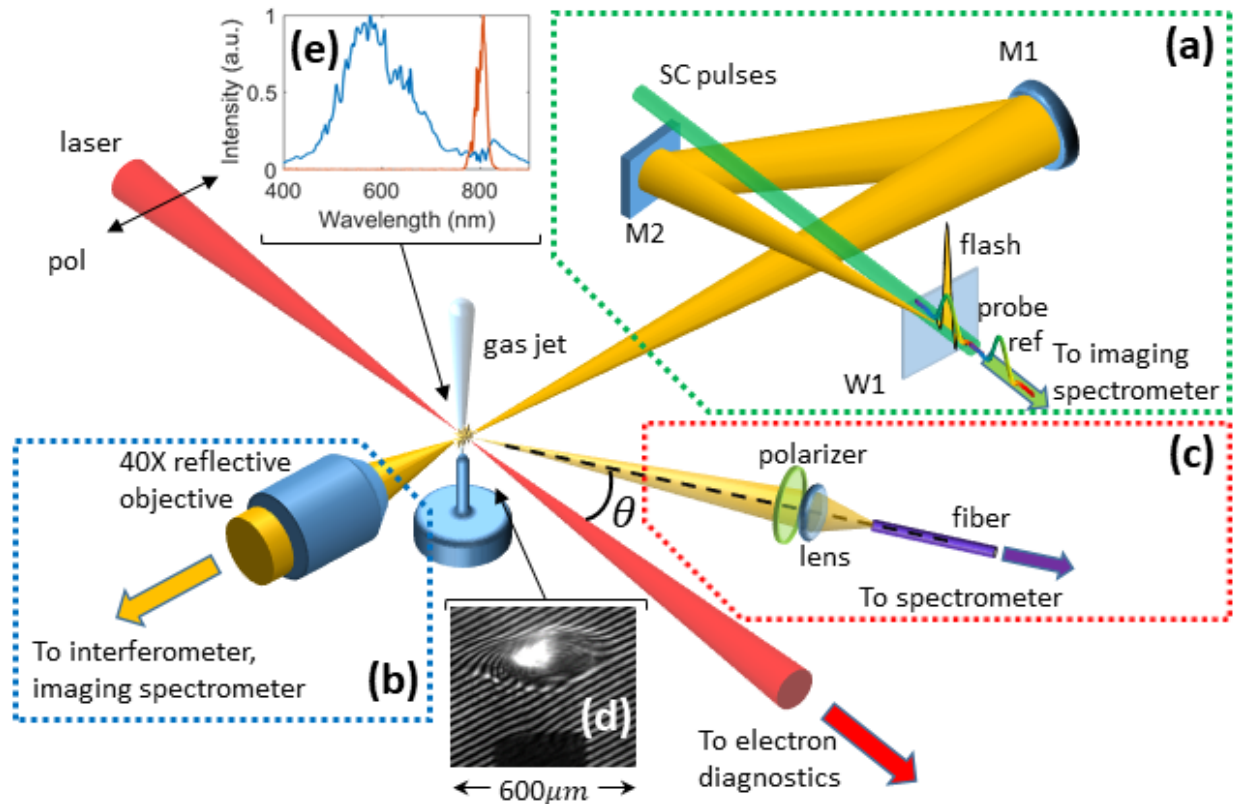 (a)
M1
SC pulses
M2
flash
probe
ref
W1
To imaging
spectrometer
(e)
Intensity (a.u.)
1
0.5
0
400
600
800
Wavelength (nm)
laser
pol
gas jet
40X reflective
objective
To interferometer,
imaging spectrometer
(b)
(c)
polarizer
lens
fiber
To spectrometer
θ
(d)
600μm
To electron
diagnostics